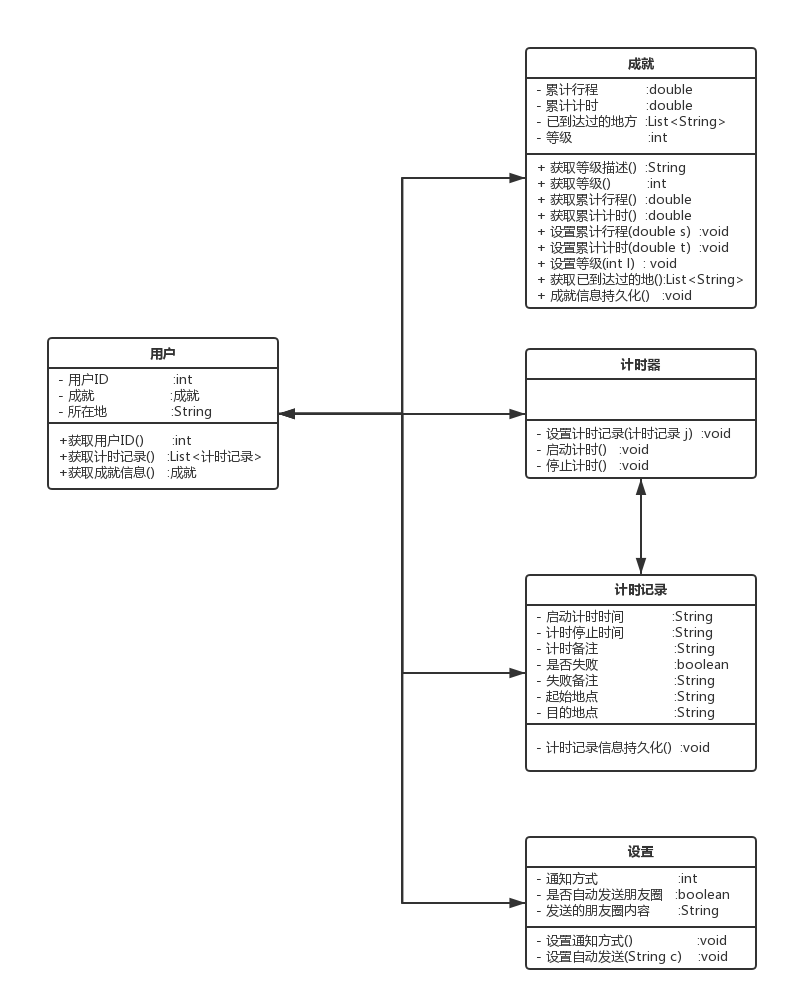 成就
- 累计行程 :double
- 累计计时 :double
- 已到达过的地方 :List<String>
- 等级 :int
+ 获取等级描述() :String
+ 获取等级() :int
+ 获取累计行程() :double
+ 获取累计计时() :double
+ 设置累计行程(double s) :void
+ 设置累计计时(double t) :void
+ 设置等级(int l) : void
+ 获取已到达过的地():List<String>
+ 成就信息持久化() :void
用户
- 用户ID :int
- 成就 :成就
- 所在地 :String
+获取用户ID() :int
+获取计时记录() :List<计时记录>
+获取成就信息() :成就
计时器
- 设置计时记录(计时记录 j) :void
- 启动计时() :void
- 停止计时() :void
计时记录
- 启动计时时间 :String
- 计时停止时间 :String
- 计时备注 :String
- 是否失败 :boolean
- 失败备注 :String
- 起始地点 :String
- 目的地点 :String
- 计时记录信息持久化() :void
设置
- 通知方式 :int
- 是否自动发送朋友圈 :boolean
- 发送的朋友圈内容 :String
- 设置通知方式() :void
- 设置自动发送(String c) :void